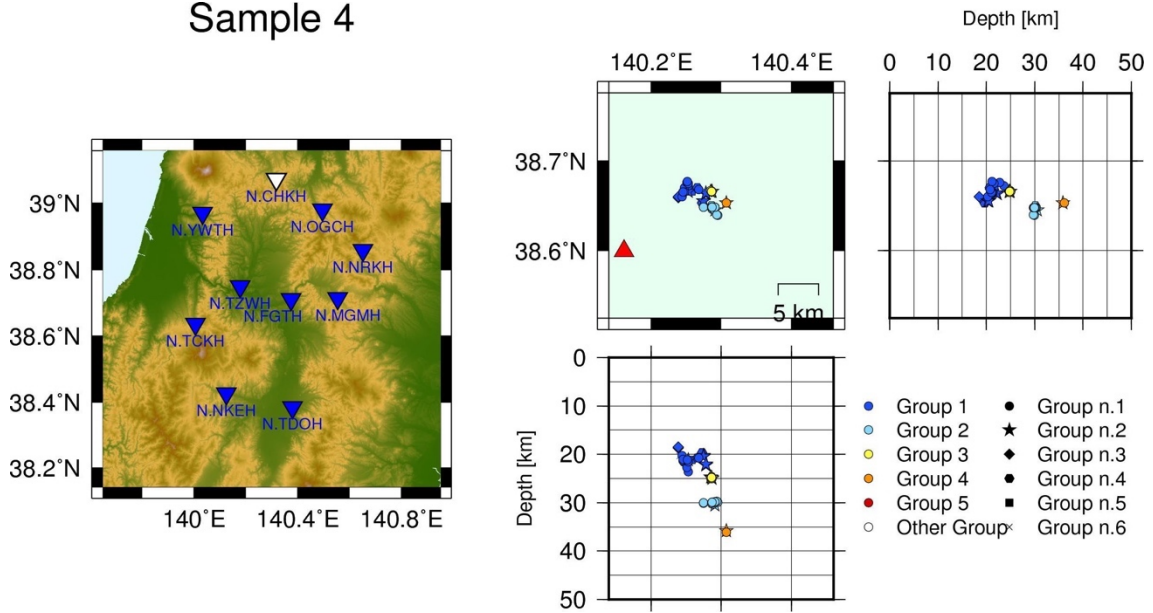 Sample 4
Depth [km]
140.2˚E 140.4˚E
0 10 20 30 40 50
38.7˚N
38.6˚N
5 km
39˚N
38.8˚N
38.6˚N
38.4˚N
38.2˚N
140˚E 140.4˚E 140.8˚E
N.CHKH
N.YWTH
N.OGCH
N.NRKH
N.TZWH
N.FGTH
N.MGMH
N.TCKH
N.NKEH
N.TDOH
Depth [km]
0
10
20
30
40
50
Group 1 Group n.1
Group 2 Group n.2
Group 3 Group n.3
Group 4 Group n.4
Group 5 Group n.5
Other Group Group n.6